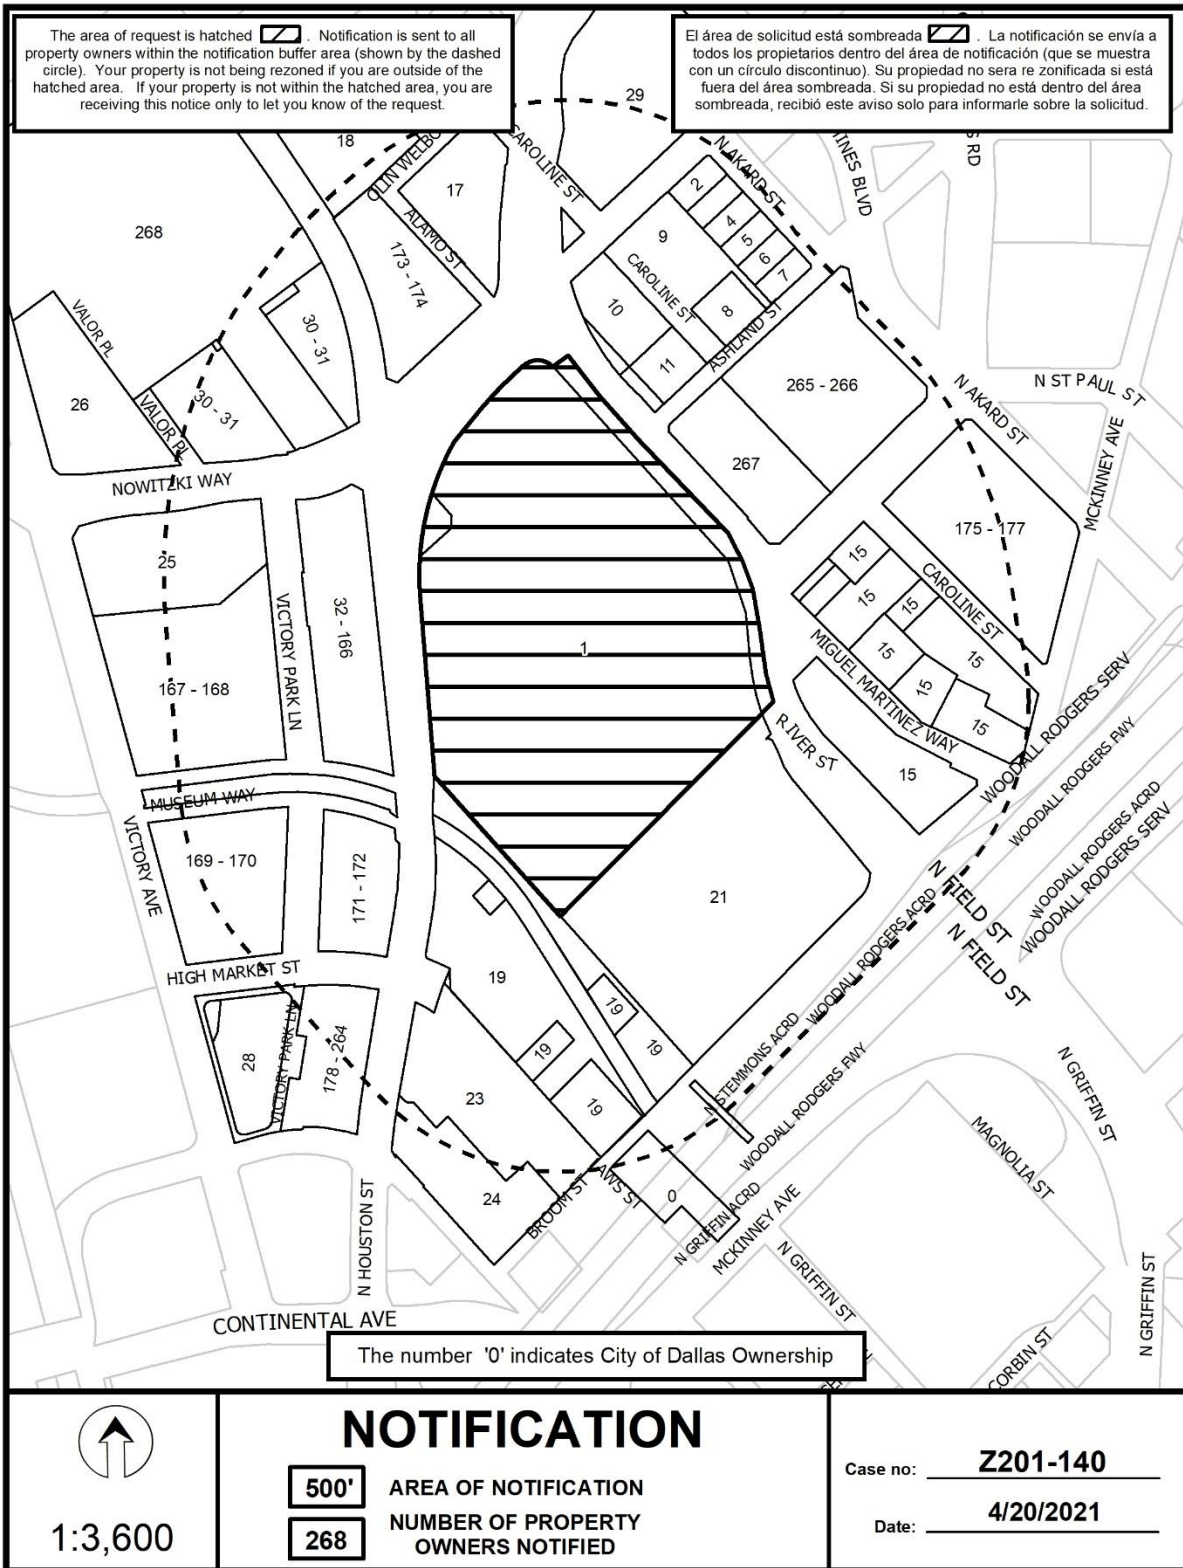 The area of request is hatched . Notification is sent to all
property owners within the notification buffer area (shown by the dashed
circle). Your property is not being rezoned if you are outside of the
hatched area. If your property is not within the hatched area, you are
receiving this notice only to let you know of the request.
El área de solicitud está sombreada . La notificación se envía a
todos los propietarios dentro del área de notificación (que se muestra
con un círculo discontinuo). Su propiedad no sera re zonificada si está
fuera del área sombreada. Si su propiedad no está dentro del área
sombreada, recibió este aviso solo para informarle sobre la solicitud.
29
18
17
CAROLINE ST
N AKARD ST
S RD
268
ALAMO ST
173 - 174
2
4
5
6
7
9
CAROLINE ST
8
10
11
ASHLAND ST
VALOR PL
30 - 31
30 - 31
26
VALOR PL
265 - 266
N AKARD ST
N ST PAUL ST
MCKINNEY AVE
267
NOWITZKI WAY
175 - 177
25
15
CAROLINE ST
15
15
VICTORY PARK LN
32 - 166
1
15
15
15
15
MIGUEL MARTINEZ WAY
167 - 168
RIVER ST
15
WOODALL RODGERS SERV
WOODALL RODGERS FWY
WOODALL RODGERS ACRD
WOODALL RODGERS SERV
MUSEUM WAY
VICTORY AVE
169 - 170
171 - 172
21
N FIELD ST
N FIELD ST
WOODALL RODGERS ACRD
HIGH MARKET ST
19
19
19
19
19
28
VICTORY PARK LN
178 - 264
23
STEMMONS ACRD
WOODALL RODGERS FWY
N GRIFFIN ST
MAGNOLIA ST
24
BROOM ST
AWS ST
0
N GRIFFIN ACRD
MCKINNEY AVE
N HOUSTON ST
N GRIFFIN ST
N GRIFFIN ST
CONTINENTAL AVE
CORBIN ST
The number '0' indicates City of Dallas Ownership
1:3,600
NOTIFICATION
500' AREA OF NOTIFICATION
268 NUMBER OF PROPERTY
OWNERS NOTIFIED
Case no: Z201-140
Date: 4/20/2021